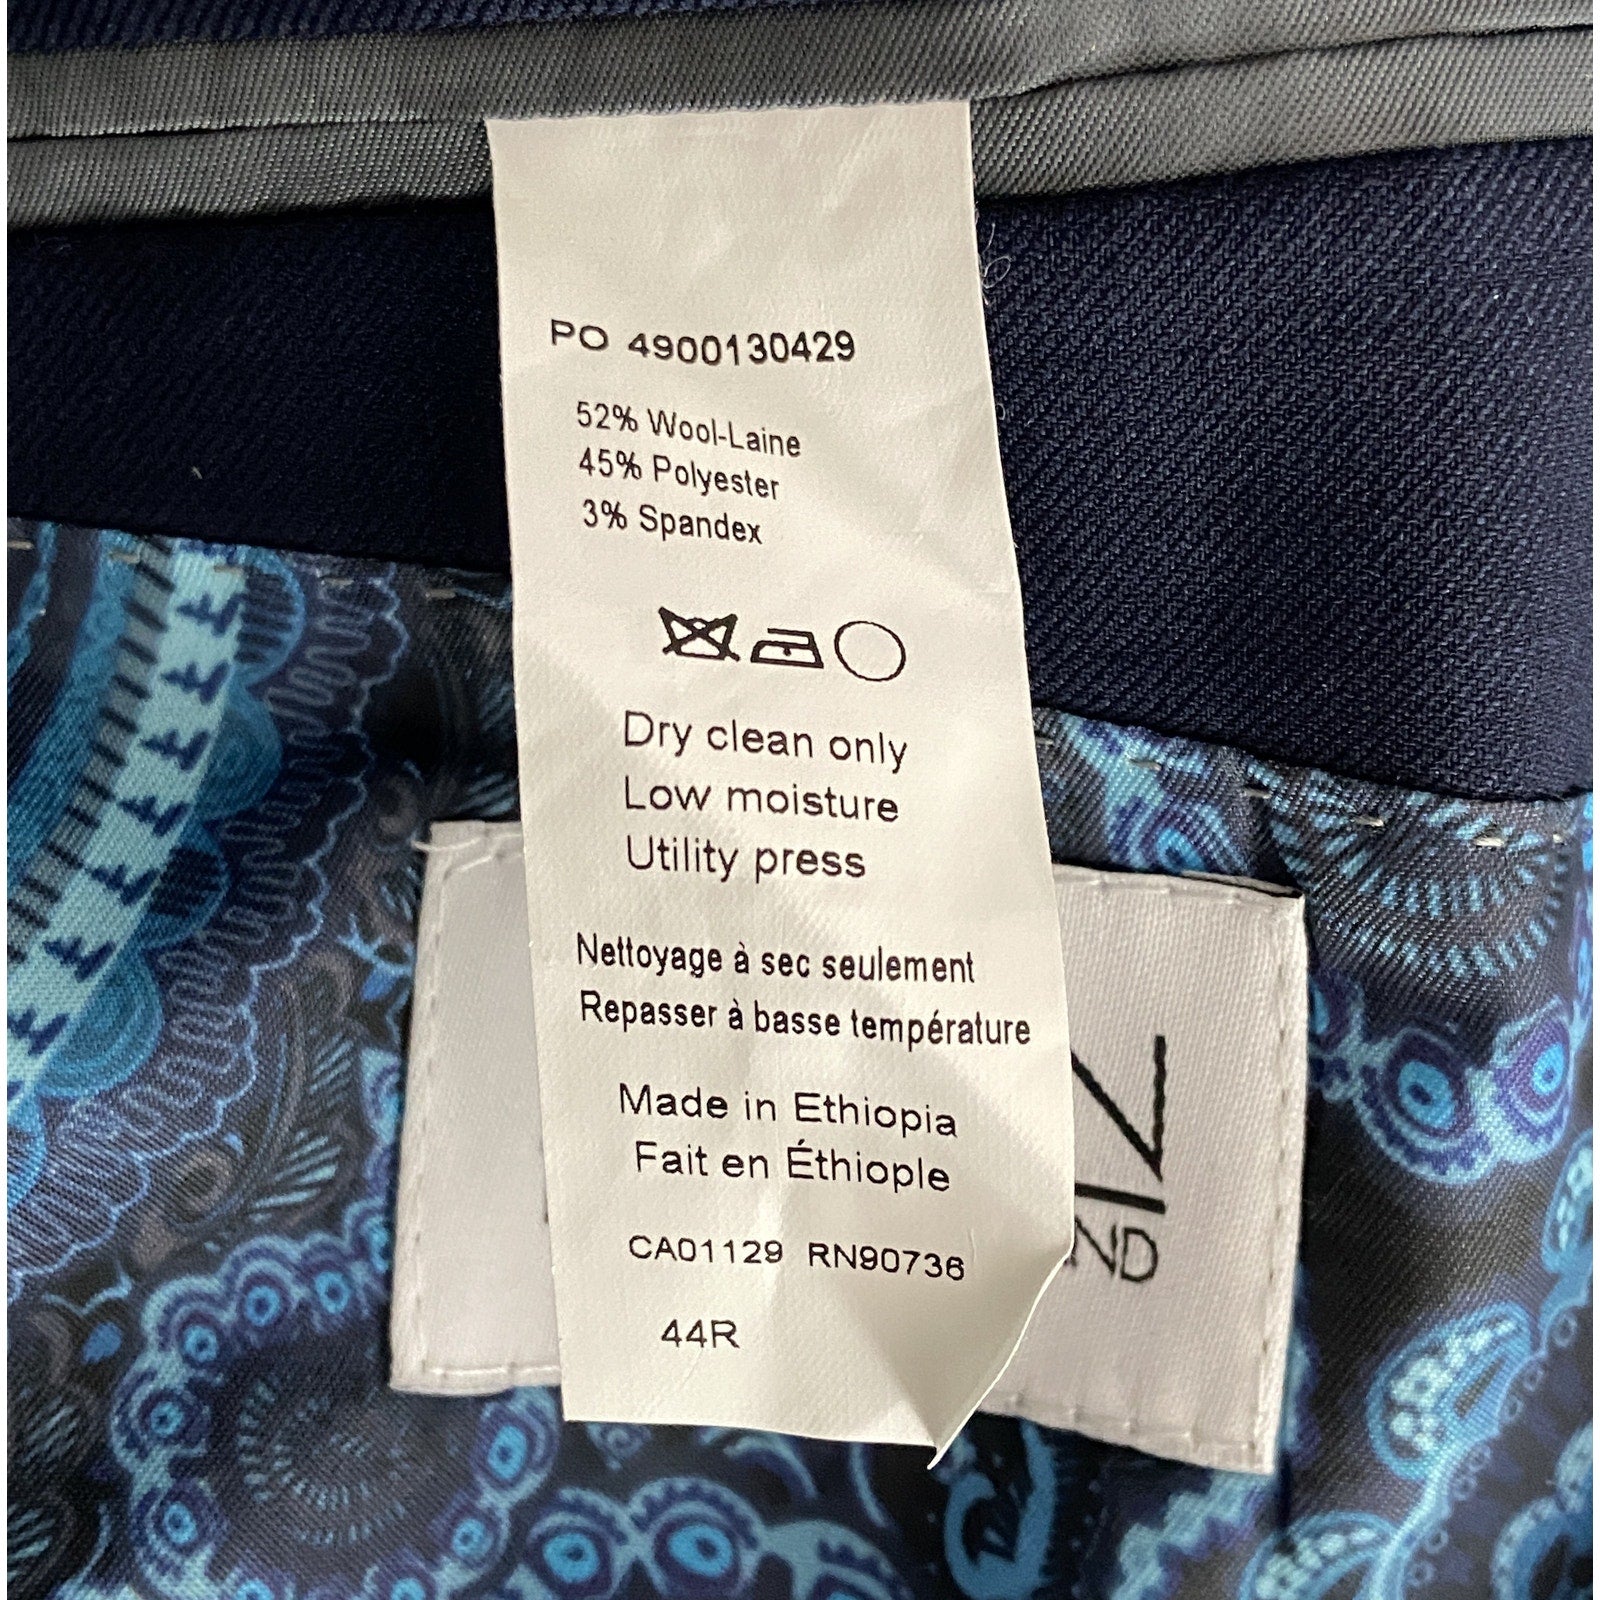 PO 4900130429
52% Wool-Laine
45% Polyester
3% Spandex
Dry clean only
Low moisture
Utility press
Nettoyage à sec seulement
Repasser à basse température
Made in Ethiopia
Fait en Éthiople
CA01129 RN90736
44R